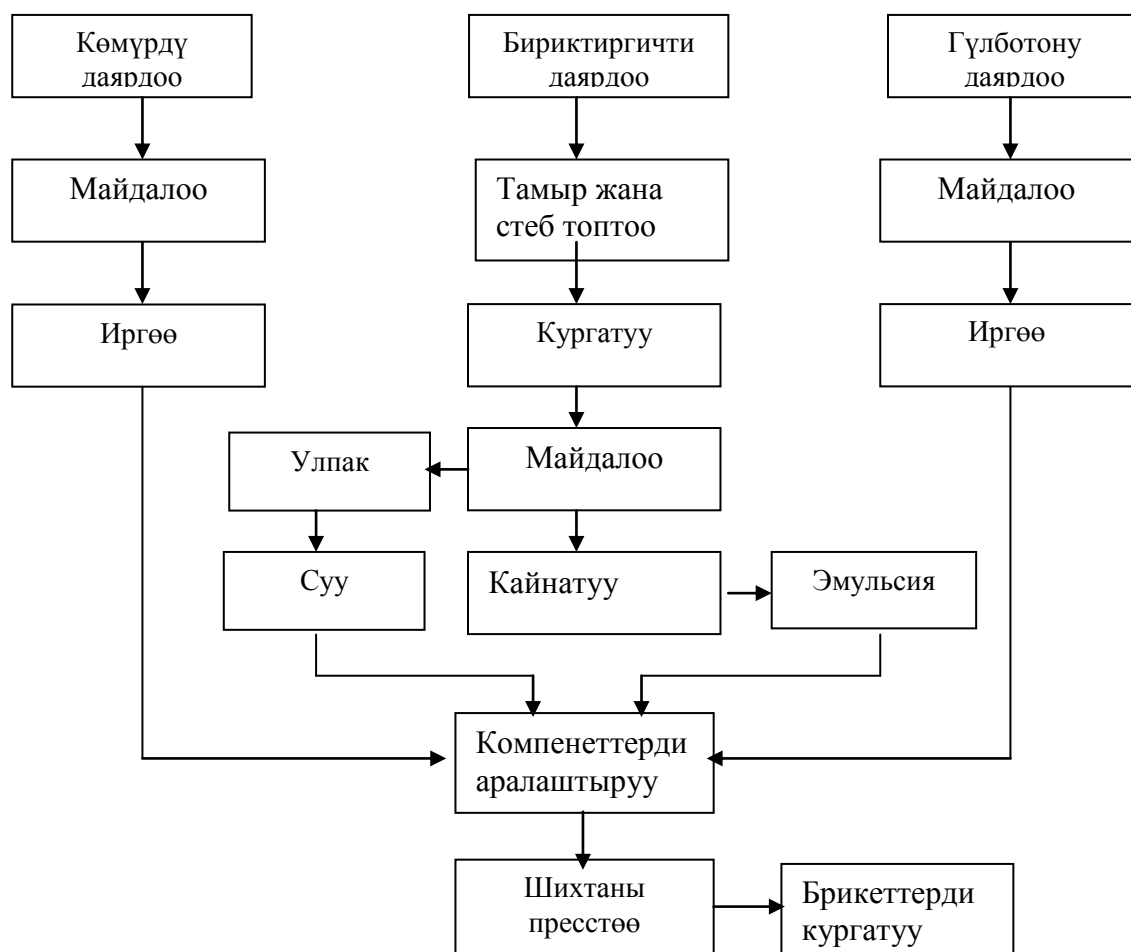 Көмүрдү
даярдоо
Бириктиргичти
даярдоо
Гүлботону
даярдоо
Майдалоо
Тамыр жана
стеб топтоо
Майдалоо
Иргөө
Кургатуу
Иргөө
Улпак
Майдалоо
Суу
Кайнатуу
Эмульсия
Компенеттерди
аралаштыруу
Шихтаны
пресстөө
Брикеттерди
кургатуу